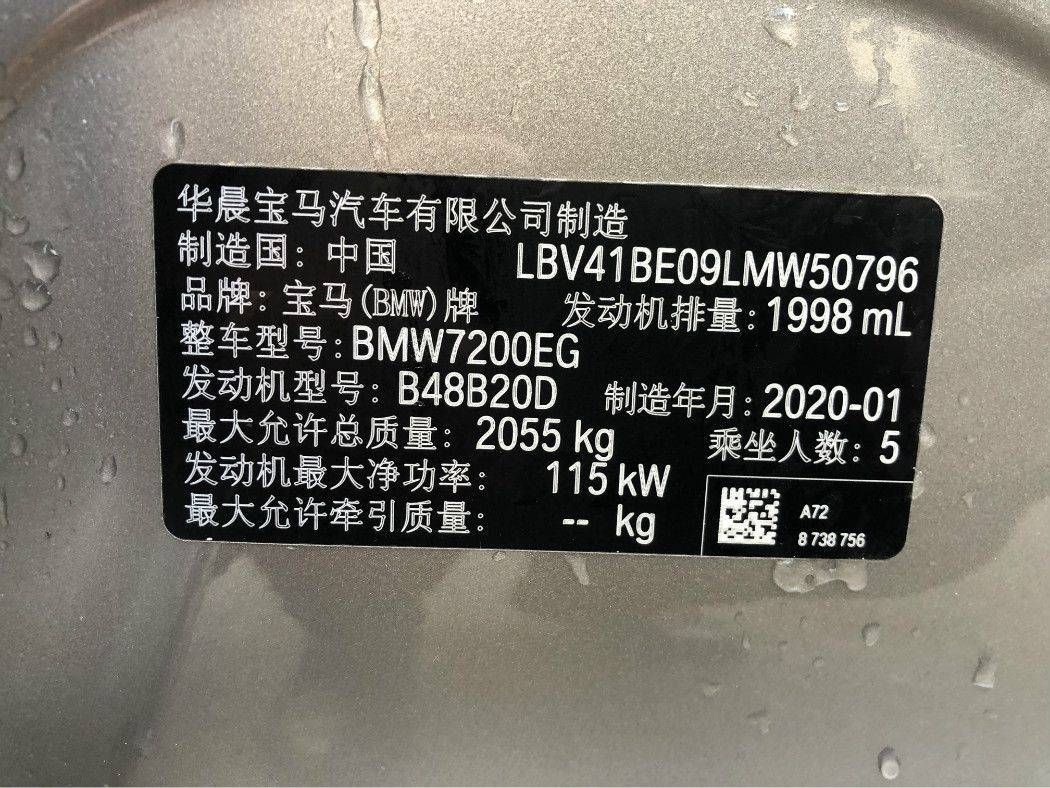 华晨宝马汽车有限公司制造
制造国: 中国 LBV41BE09LMW50796
品牌: 宝马(BMW)牌 发动机排量: 1998 mL
整车型号: BMW7200EG
发动机型号: B48B20D 制造年月: 2020-01
最大允许总质量: 2055 kg 乘坐人数: 5
发动机最大净功率: 115 kW
最大允许牵引质量: -- kg
A72
8 738 756